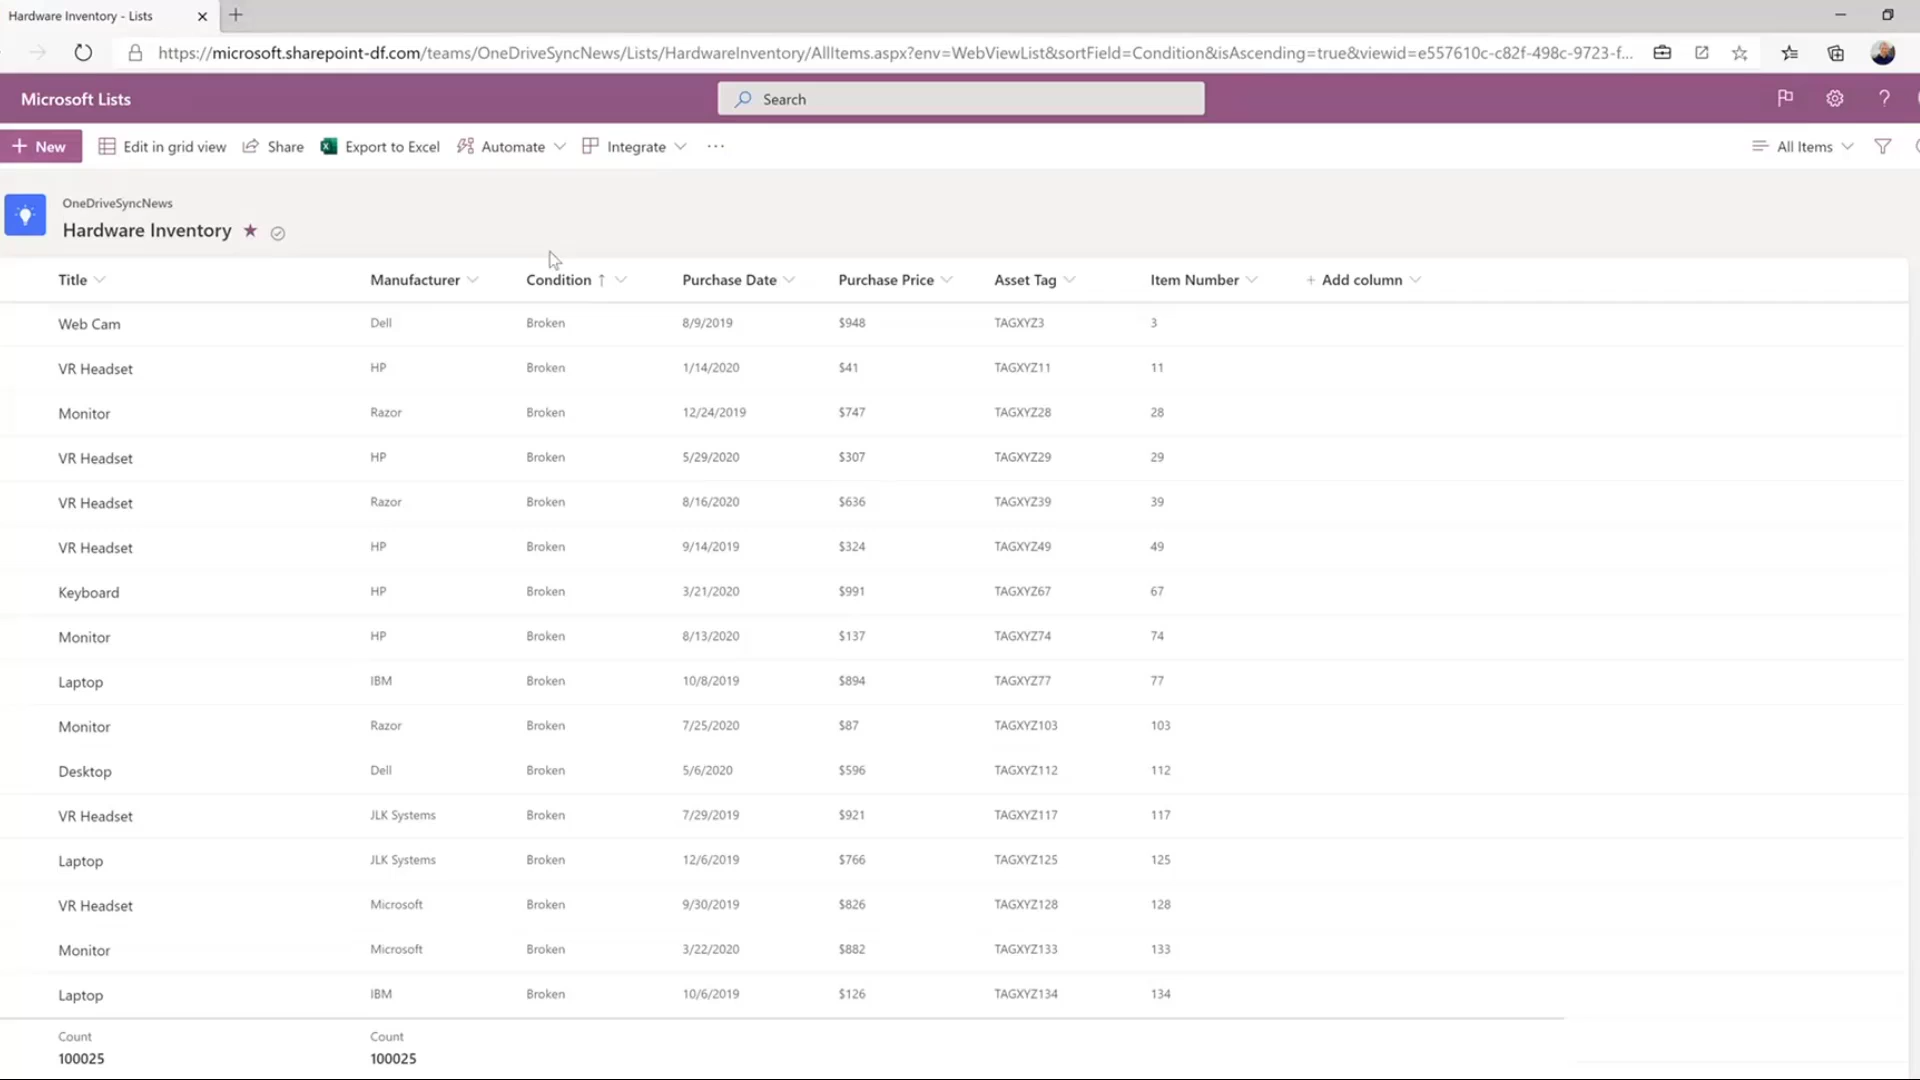 Hardware Inventory - Lists
https://microsoft.sharepoint-df.com/teams/OneDriveSyncNews/Lists/HardwareInventory/AllItems.aspx?env=WebViewList&sortField=Condition&isAscending=true&viewid=e557610c-c82f-498c-9723-f...
Microsoft Lists
Search
?
+ New Edit in grid view Share Export to Excel Automate Integrate ... All Items
OneDriveSyncNews
Hardware Inventory
Title Manufacturer Condition ↑ Purchase Date Purchase Price Asset Tag Item Number + Add column
Web Cam Dell Broken 8/9/2019 $948 TAGXYZ3 3
VR Headset HP Broken 1/14/2020 $41 TAGXYZ11 11
Monitor Razor Broken 12/24/2019 $747 TAGXYZ28 28
VR Headset HP Broken 5/29/2020 $307 TAGXYZ29 29
VR Headset Razor Broken 8/16/2020 $636 TAGXYZ39 39
VR Headset HP Broken 9/14/2019 $324 TAGXYZ49 49
Keyboard HP Broken 3/21/2020 $991 TAGXYZ67 67
Monitor HP Broken 8/13/2020 $137 TAGXYZ74 74
Laptop IBM Broken 10/8/2019 $894 TAGXYZ77 77
Monitor Razor Broken 7/25/2020 $87 TAGXYZ103 103
Desktop Dell Broken 5/6/2020 $596 TAGXYZ112 112
VR Headset JLK Systems Broken 7/29/2019 $921 TAGXYZ117 117
Laptop JLK Systems Broken 12/6/2019 $766 TAGXYZ125 125
VR Headset Microsoft Broken 9/30/2019 $826 TAGXYZ128 128
Monitor Microsoft Broken 3/22/2020 $882 TAGXYZ133 133
Laptop IBM Broken 10/6/2019 $126 TAGXYZ134 134
Count Count
100025 100025